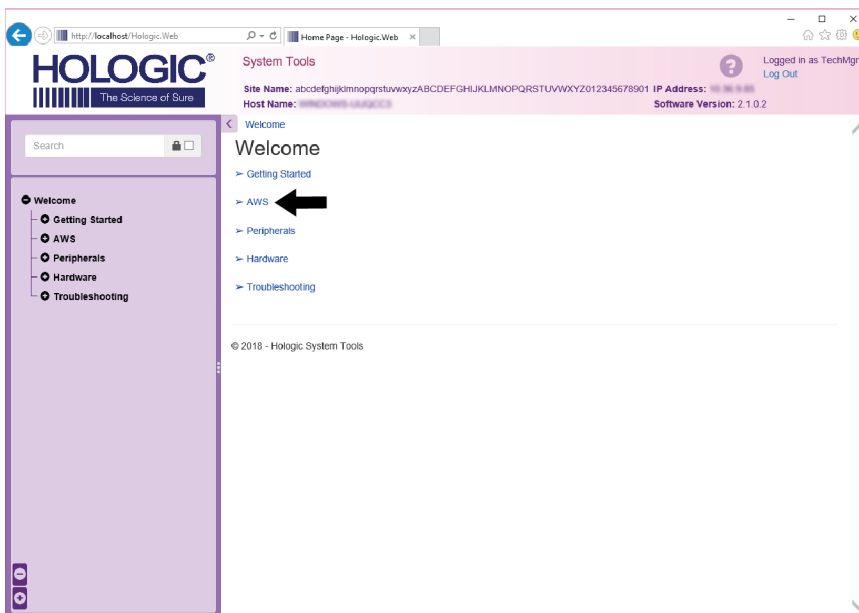 http://localhost/Hologic.Web
Home Page - Hologic.Web
HOLOGIC®
The Science of Sure
System Tools
Logged in as TechMgr
Log Out
Site Name: abcdefghijklmnopqrstuvwxyzABCDEFGHIJKLMNOPQRSTUVWXYZ012345678901 IP Address:
Host Name: Software Version: 2.1.0.2
Search
Welcome
Getting Started
AWS
Peripherals
Hardware
Troubleshooting
Welcome
Welcome
➢ Getting Started
➢ AWS
➢ Peripherals
➢ Hardware
➢ Troubleshooting
© 2018 - Hologic System Tools